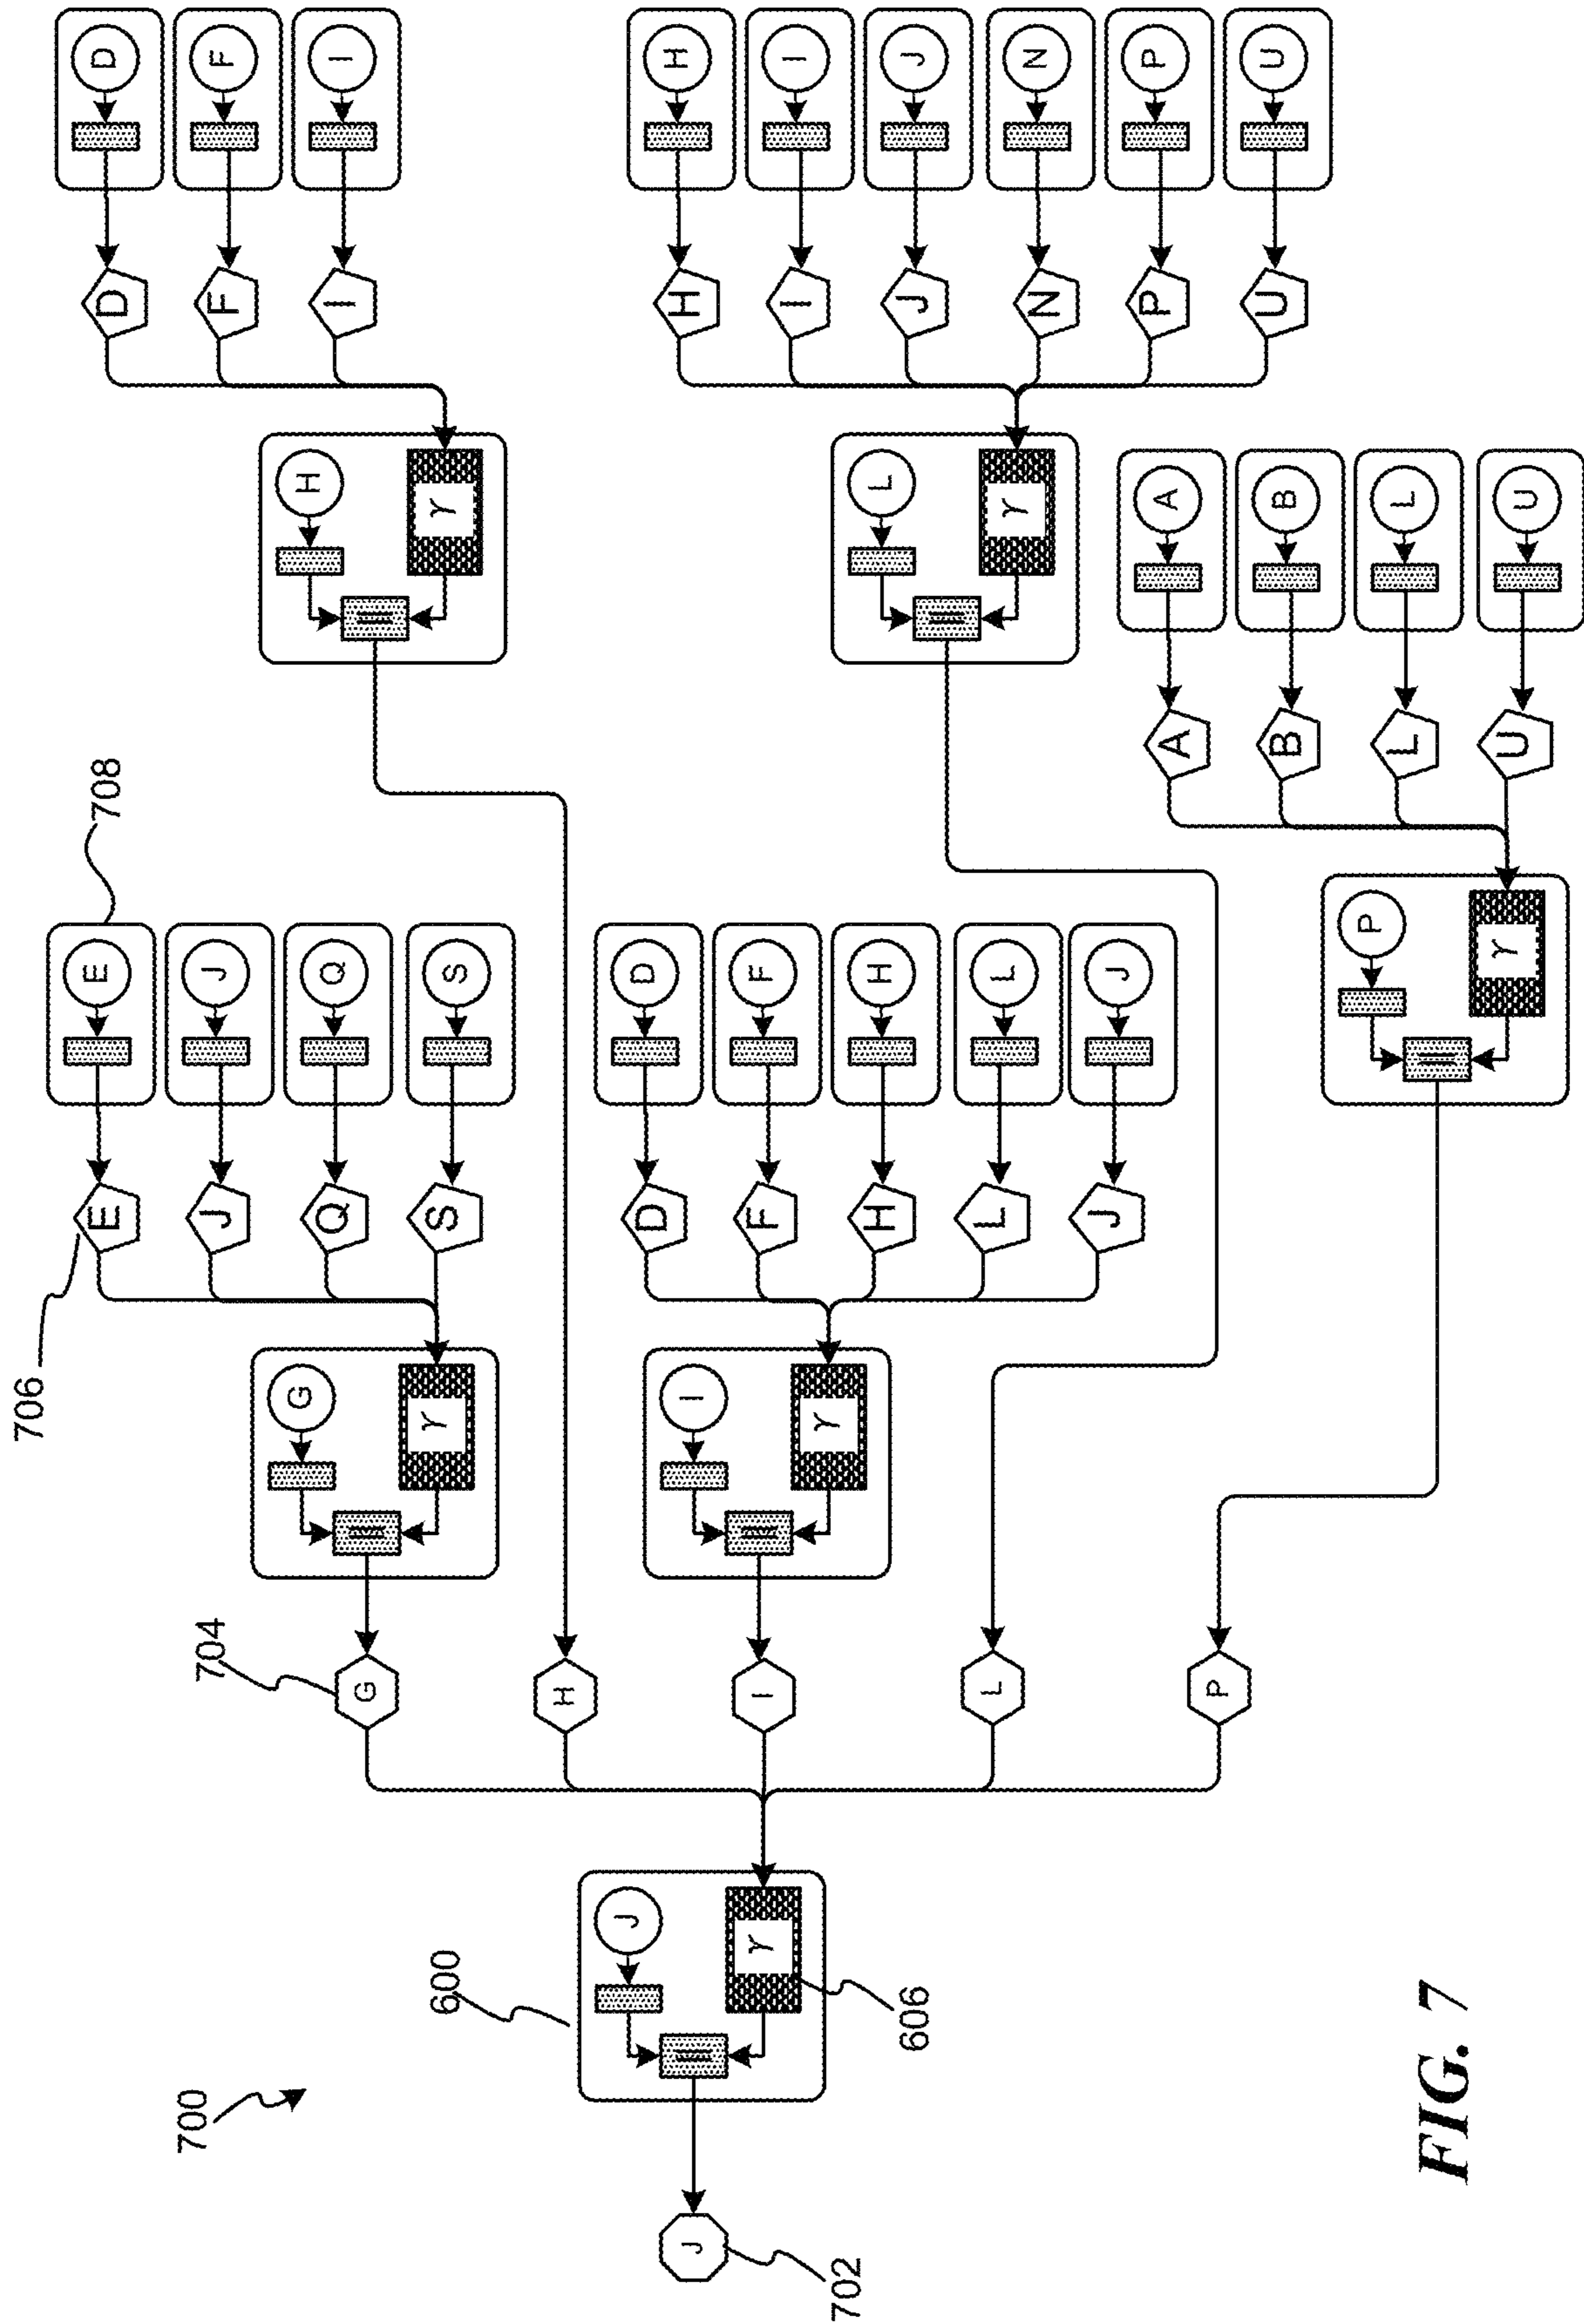 700
702
J
600
J
||
γ
606
704
G
H
I
L
P
G
||
γ
706
E
J
Q
S
708
E
J
Q
S
I
||
γ
D
F
H
L
J
D
F
H
L
J
H
||
γ
D
F
I
D
F
I
L
||
γ
H
I
J
N
P
U
H
I
J
N
P
U
P
||
γ
A
B
L
U
A
B
L
U
FIG. 7